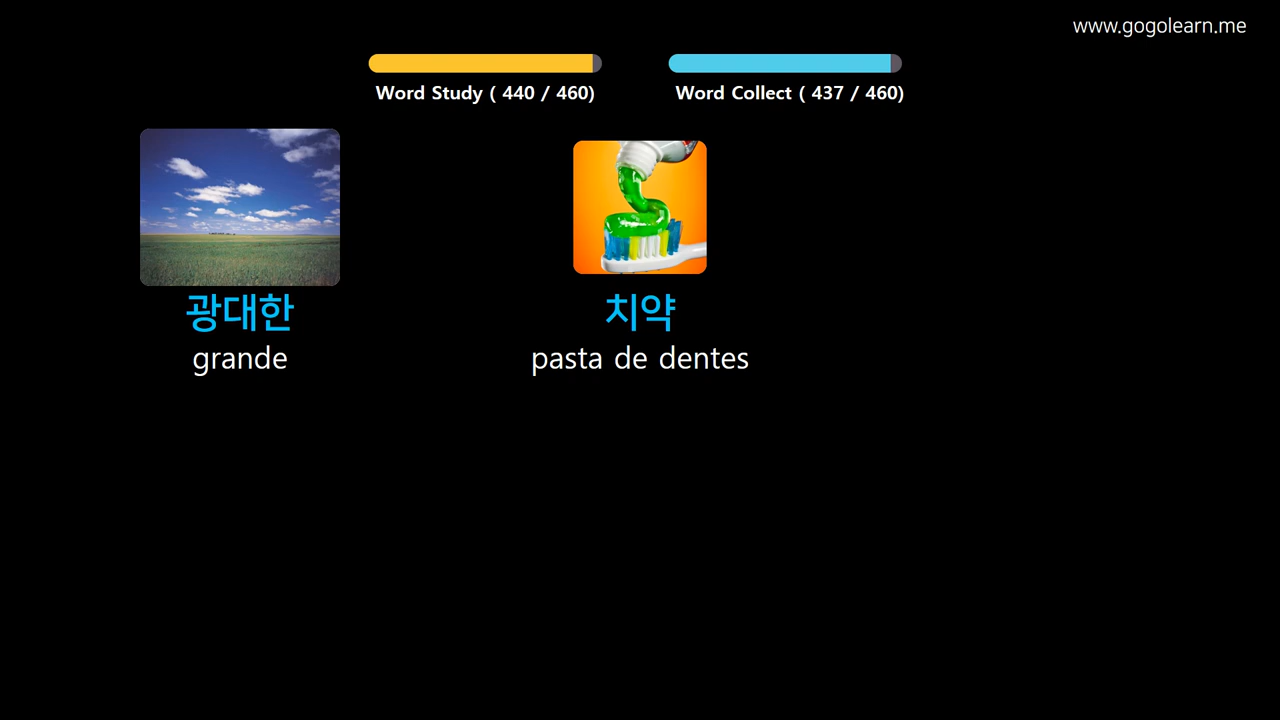 www.gogolearn.me
Word Study ( 440 / 460)
Word Collect ( 437 / 460)
광대한
grande
치약
pasta de dentes